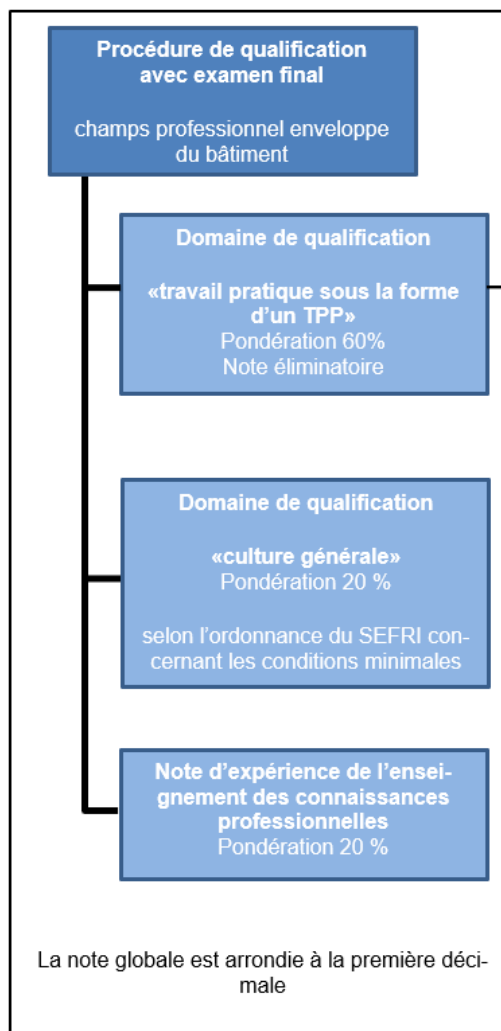 Procédure de qualification
avec examen final
champs professionnel enveloppe
du bâtiment
Domaine de qualification
«travail pratique sous la forme
d'un TPP»
Pondération 60%
Note éliminatoire
Domaine de qualification
«culture générale»
Pondération 20 %
selon l'ordonnance du SEFRI con-
cernant les conditions minimales
Note d'expérience de l'ensei-
gnement des connaissances
professionnelles
Pondération 20 %
La note globale est arrondie à la première déci-
male